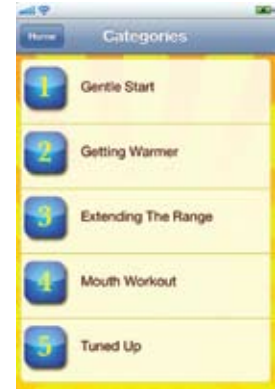 Home
Categories
1
Gentle Start
2
Getting Warmer
3
Extending The Range
4
Mouth Workout
5
Tuned Up